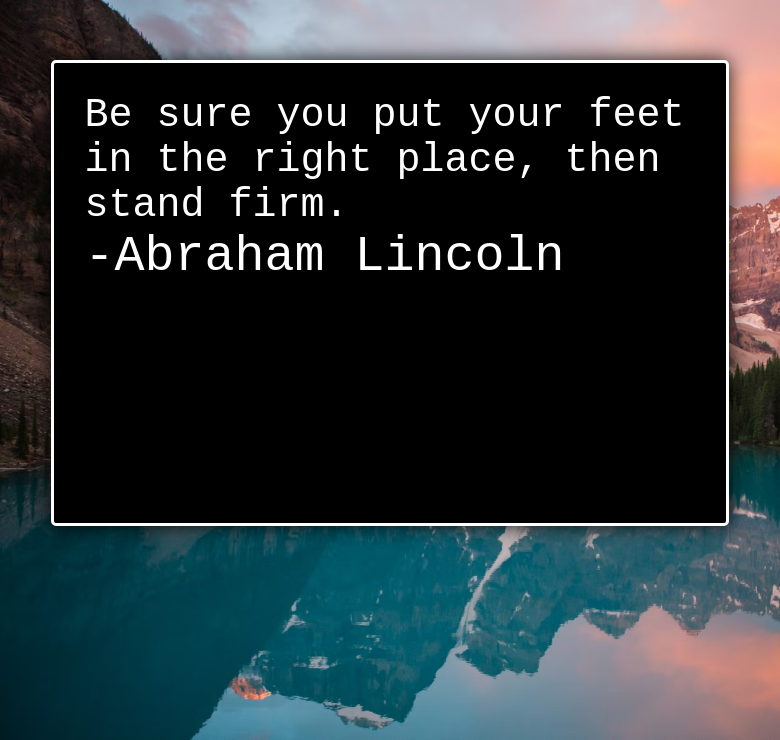 Be sure you put your feet
in the right place, then
stand firm.
-Abraham Lincoln